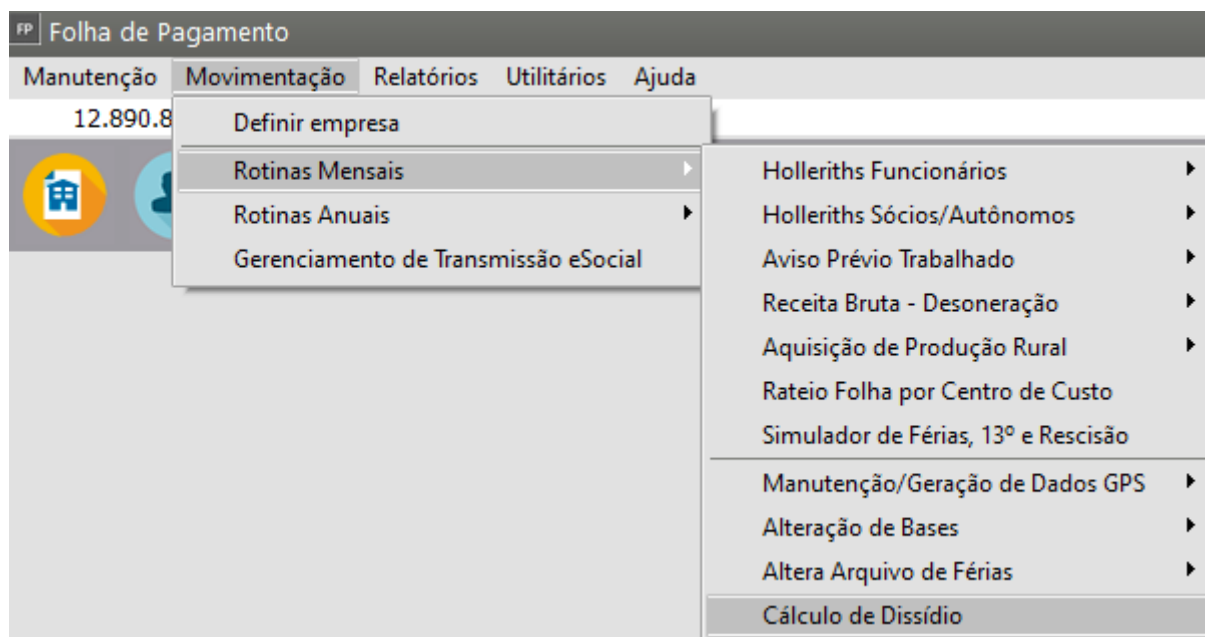 FP Folha de Pagamento
Manutenção Movimentação Relatórios Utilitários Ajuda
12.890.8
Definir empresa
Rotinas Mensais
Rotinas Anuais
Gerenciamento de Transmissão eSocial
Holleriths Funcionários
Holleriths Sócios/Autônomos
Aviso Prévio Trabalhado
Receita Bruta - Desoneração
Aquisição de Produção Rural
Rateio Folha por Centro de Custo
Simulador de Férias, 13º e Rescisão
Manutenção/Geração de Dados GPS
Alteração de Bases
Altera Arquivo de Férias
Cálculo de Dissídio